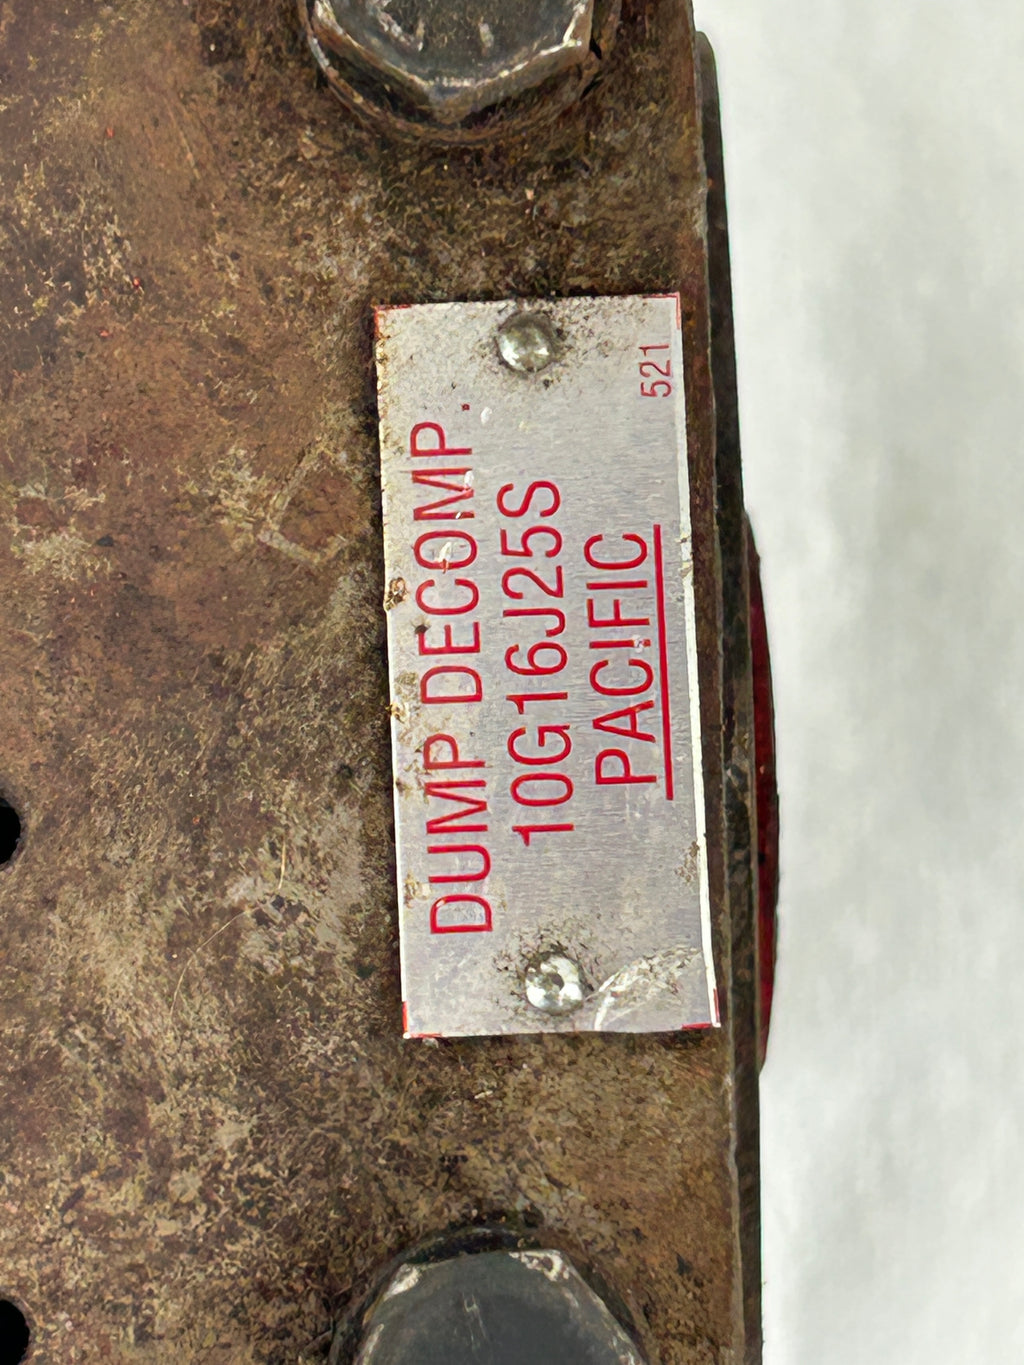 DUMP DECOMP.
10G16J25S
PACIFIC
521